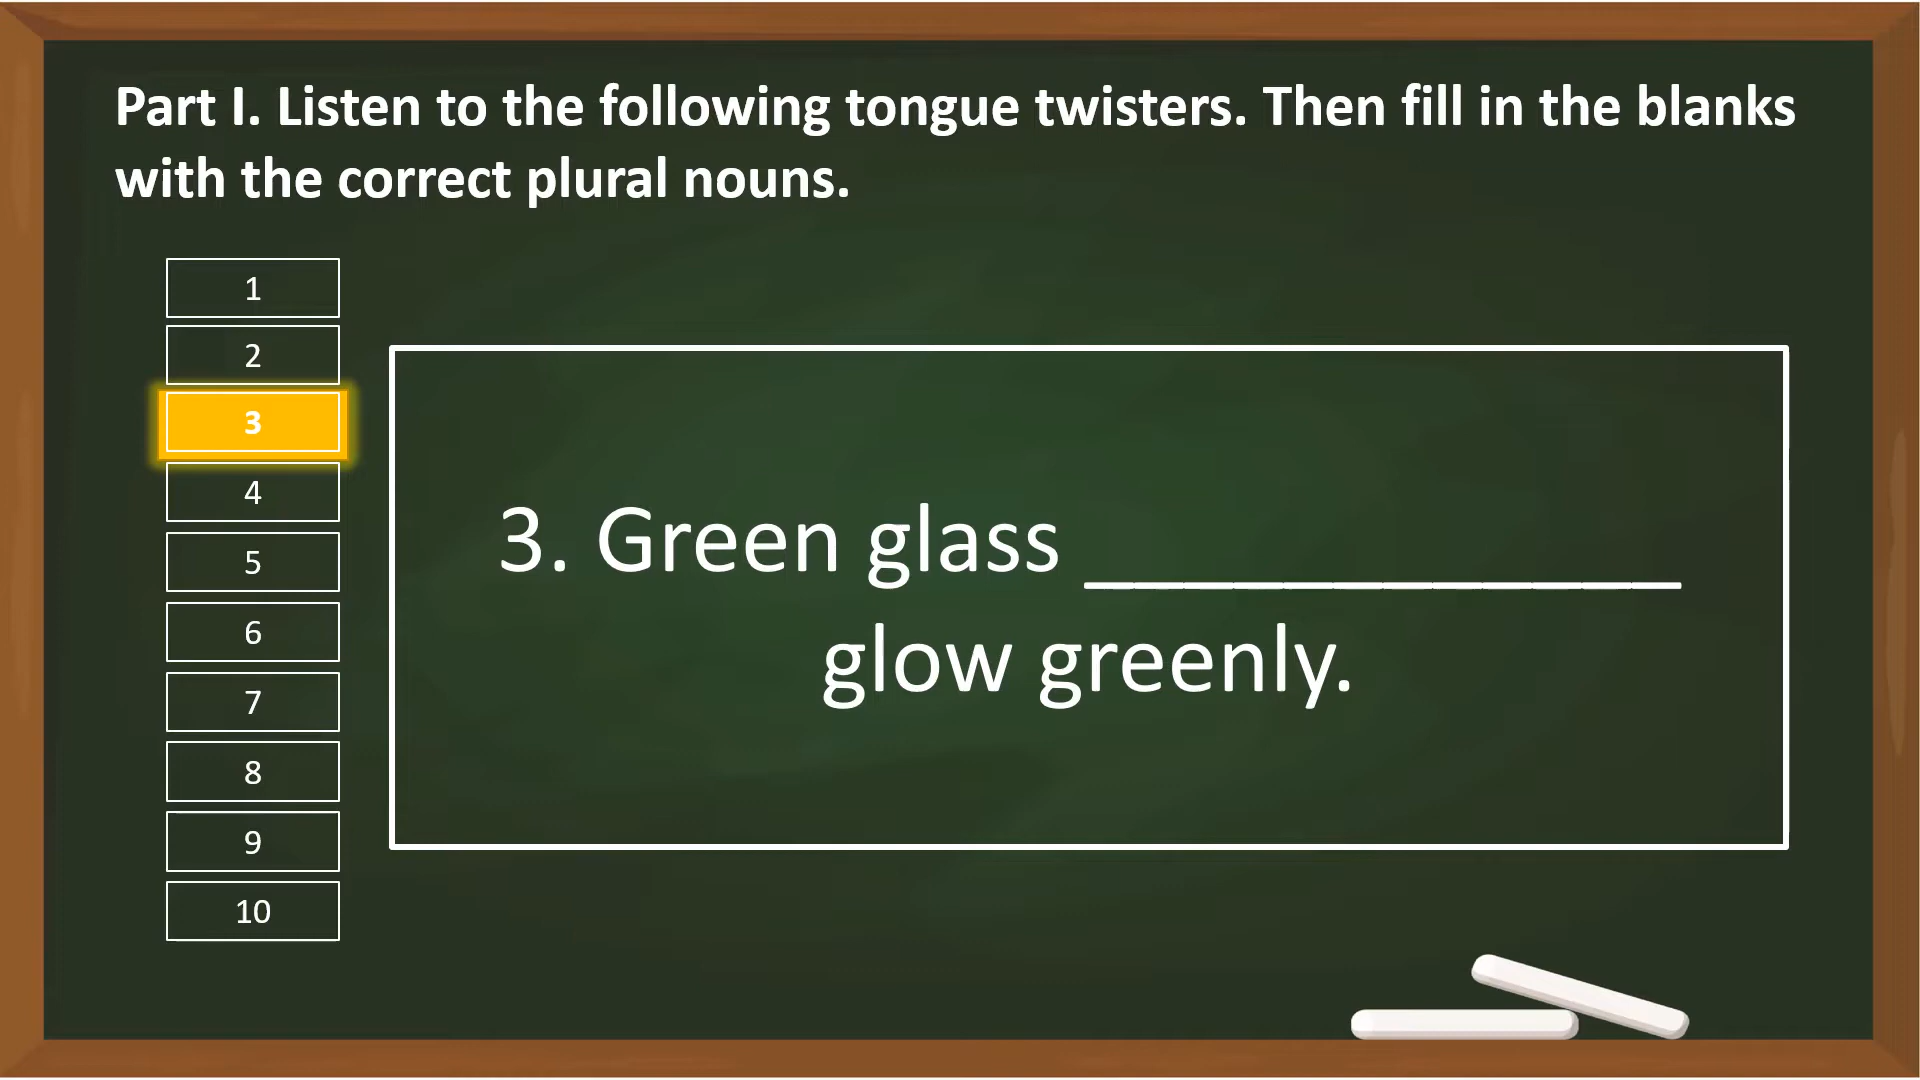 Part I. Listen to the following tongue twisters. Then fill in the blanks
with the correct plural nouns.
1
2
3
4
5
6
7
8
9
10
3. Green glass ____________
glow greenly.